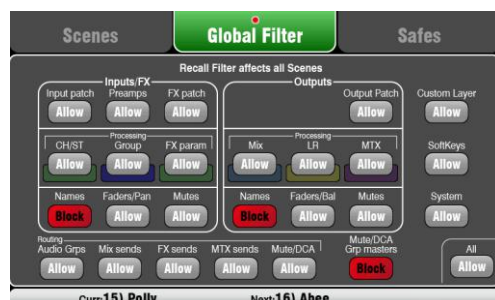 Scenes Global Filter Safes
Recall Filter affects all Scenes
Inputs/FX Outputs
Input patch Preamps FX patch Output Patch Custom Layer
Allow Allow Allow Allow Allow
Processing Processing
CH/ST Group FX param Mix LR MTX SoftKeys
Allow Allow Allow Allow Allow Allow Allow
Names Faders/Pan Mutes Names Faders/Bal Mutes System
Block Allow Allow Block Allow Allow Allow
Routing Mute/DCA
Audio Grps Mix sends FX sends MTX sends Mute/DCA Grp masters All
Allow Allow Allow Allow Allow Block Allow
Curr:15) Polly Next:16) Abee